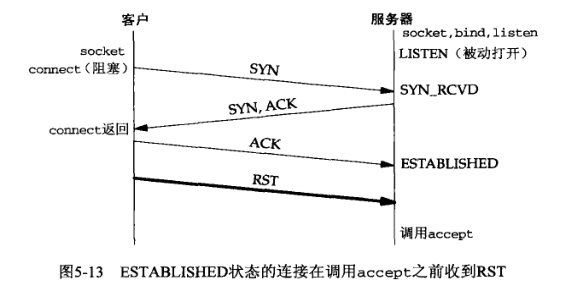 客户
服务器
socket, bind, listen
socket
LISTEN（被动打开）
connect（阻塞）
SYN
SYN_RCVD
SYN, ACK
connect返回
ACK
ESTABLISHED
RST
调用accept
图5-13 ESTABLISHED状态的连接在调用accept之前收到RST